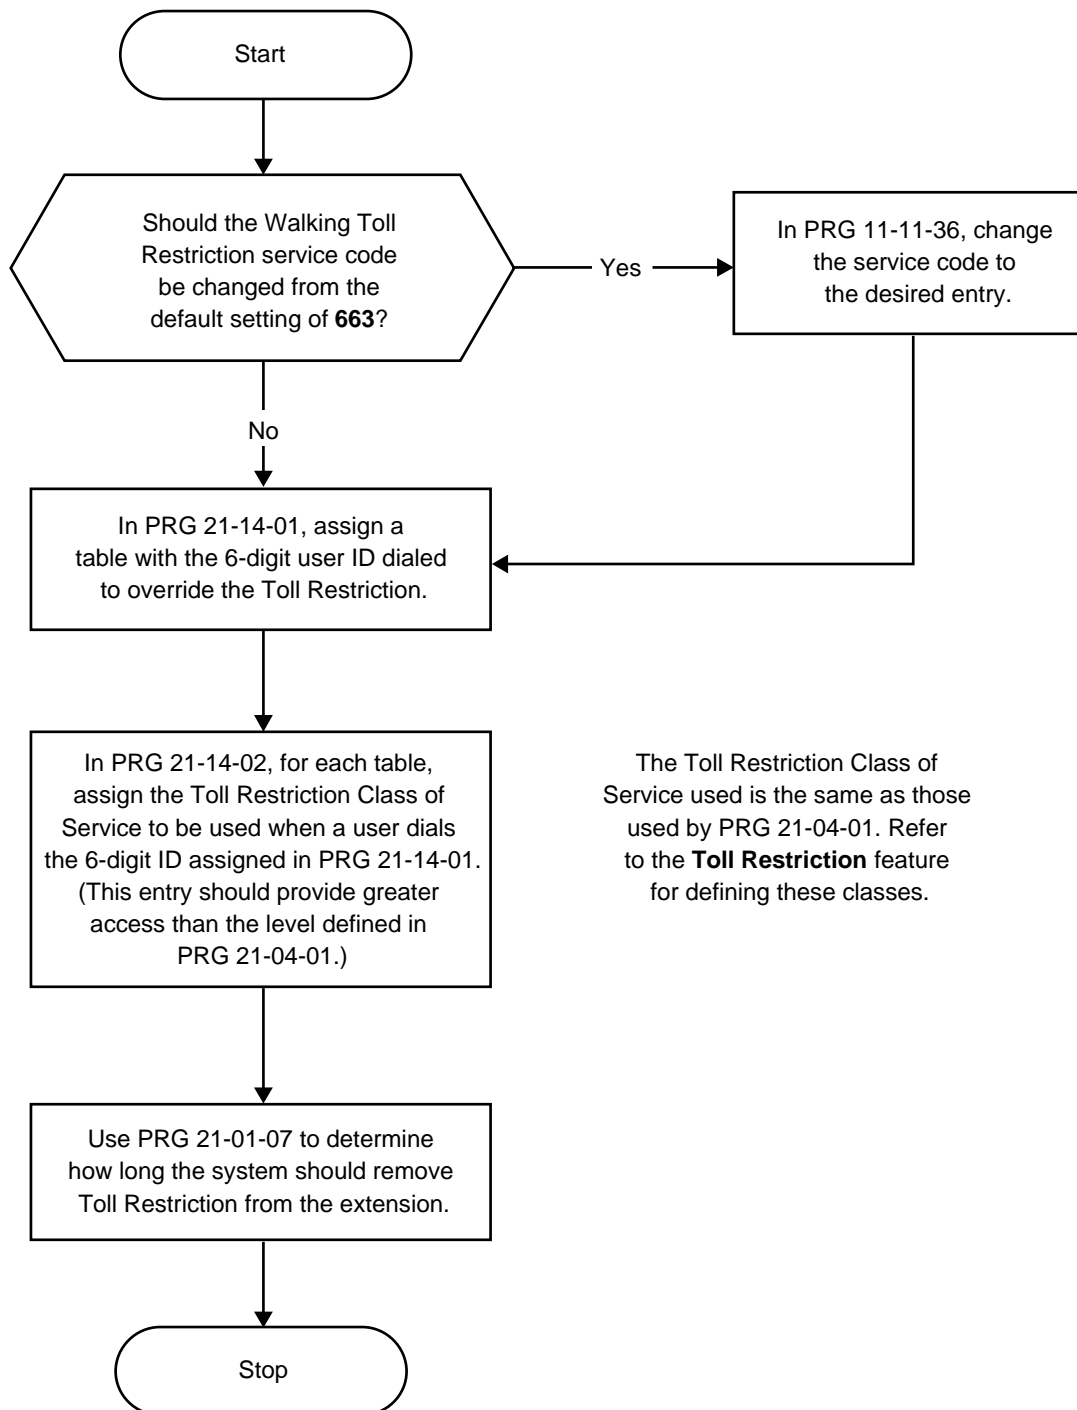 Start
Should the Walking Toll
Restriction service code
be changed from the
default setting of 663?
Yes
In PRG 11-11-36, change
the service code to
the desired entry.
No
In PRG 21-14-01, assign a
table with the 6-digit user ID dialed
to override the Toll Restriction.
In PRG 21-14-02, for each table,
assign the Toll Restriction Class of
Service to be used when a user dials
the 6-digit ID assigned in PRG 21-14-01.
(This entry should provide greater
access than the level defined in
PRG 21-04-01.)
The Toll Restriction Class of
Service used is the same as those
used by PRG 21-04-01. Refer
to the Toll Restriction feature
for defining these classes.
Use PRG 21-01-07 to determine
how long the system should remove
Toll Restriction from the extension.
Stop